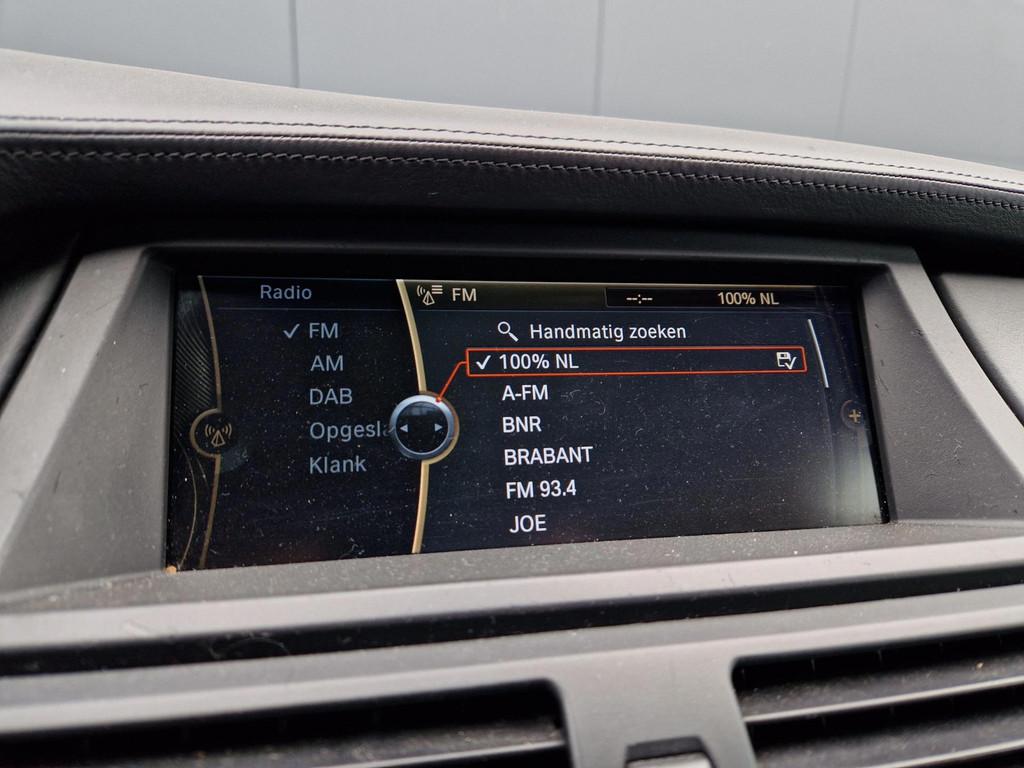 Radio
FM
AM
DAB
Opgesla
Klank
FM
--:--
100% NL
Handmatig zoeken
100% NL
A-FM
BNR
BRABANT
FM 93.4
JOE